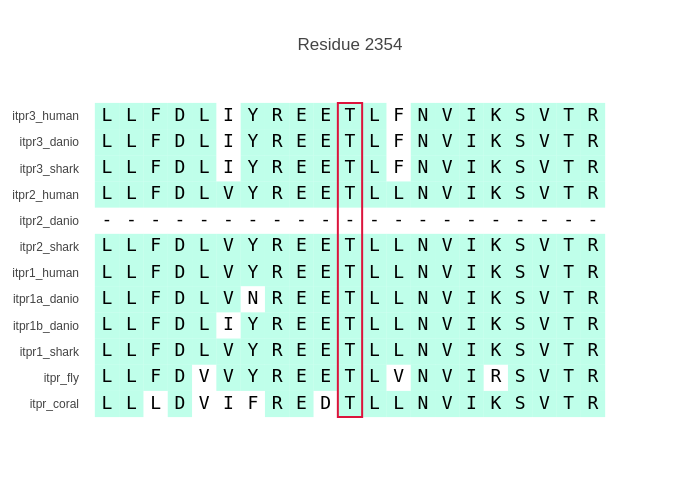 Residue 2354
itpr3_human L L F D L I Y R E E T L F N V I K S V T R
itpr3_danio L L F D L I Y R E E T L F N V I K S V T R
itpr3_shark L L F D L I Y R E E T L F N V I K S V T R
itpr2_human L L F D L V Y R E E T L L N V I K S V T R
itpr2_danio - - - - - - - - - - - - - - - - - - - - -
itpr2_shark L L F D L V Y R E E T L L N V I K S V T R
itpr1_human L L F D L V Y R E E T L L N V I K S V T R
itpr1a_danio L L F D L V N R E E T L L N V I K S V T R
itpr1b_danio L L F D L I Y R E E T L L N V I K S V T R
itpr1_shark L L F D L V Y R E E T L L N V I K S V T R
itpr_fly L L F D V V Y R E E T L V N V I R S V T R
itpr_coral L L L D V I F R E D T L L N V I K S V T R